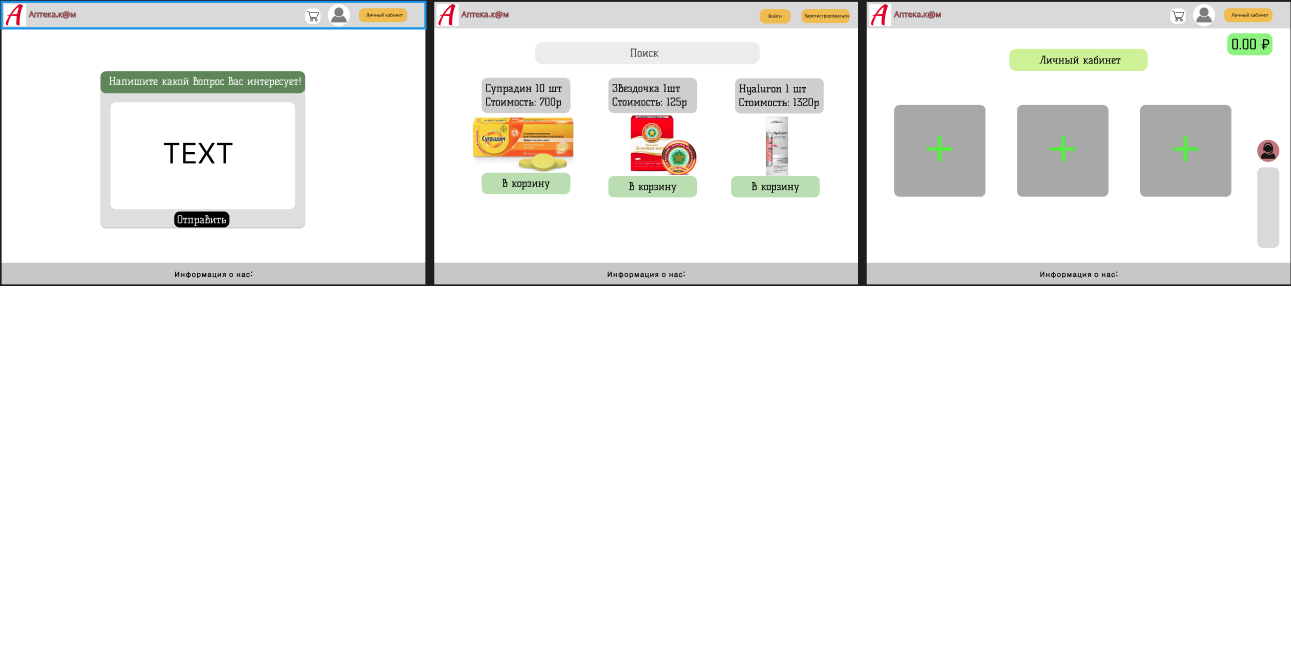 А Аптека.к@м
Личный кабинет
Напишите какой Вопрос Вас интересует!
TEXT
Отправить
Информация о нас:
А Аптека.к@м
Войти
Зарегистрироваться
Поиск
Супрадин 10 шт
Стоимость: 700р
Супрадин
В корзину
ЗВездочка 1шт
Стоимость: 125р
В корзину
Hyaluron 1 шт
Стоимость: 1320р
В корзину
Информация о нас:
А Аптека.к@м
Личный кабинет
0.00 ₽
Личный кабинет
+
+
+
Информация о нас: